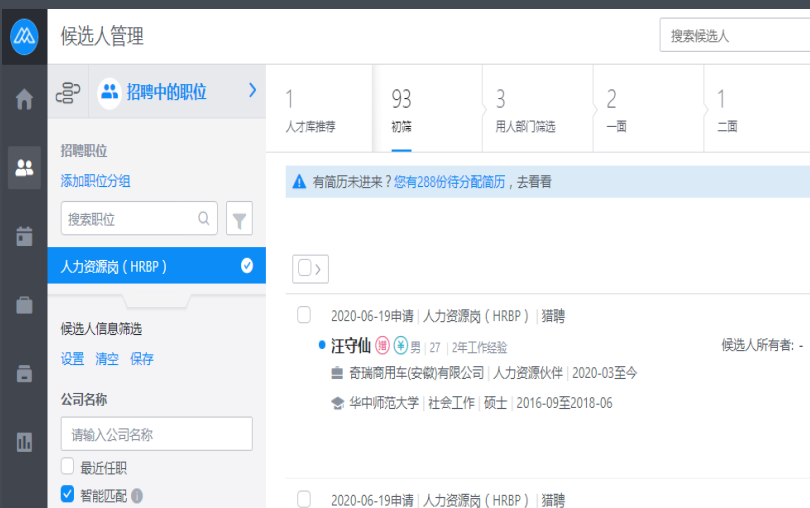 候选人管理
搜索候选人
招聘中的职位
招聘职位
添加职位分组
搜索职位
人力资源岗（HRBP）
候选人信息筛选
设置 清空 保存
公司名称
请输入公司名称
最近任职
智能匹配
1 93 3 2 1
人才库推荐 初筛 用人部门筛选 一面 二面
有简历未进来？您有288份待分配简历，去看看
2020-06-19申请 | 人力资源岗（HRBP） | 猎聘
汪守仙 男 | 27 | 2年工作经验 候选人所有者: -
奇瑞商用车(安徽)有限公司 | 人力资源伙伴 | 2020-03至今
华中师范大学 | 社会工作 | 硕士 | 2016-09至2018-06
2020-06-19申请 | 人力资源岗（HRBP） | 猎聘